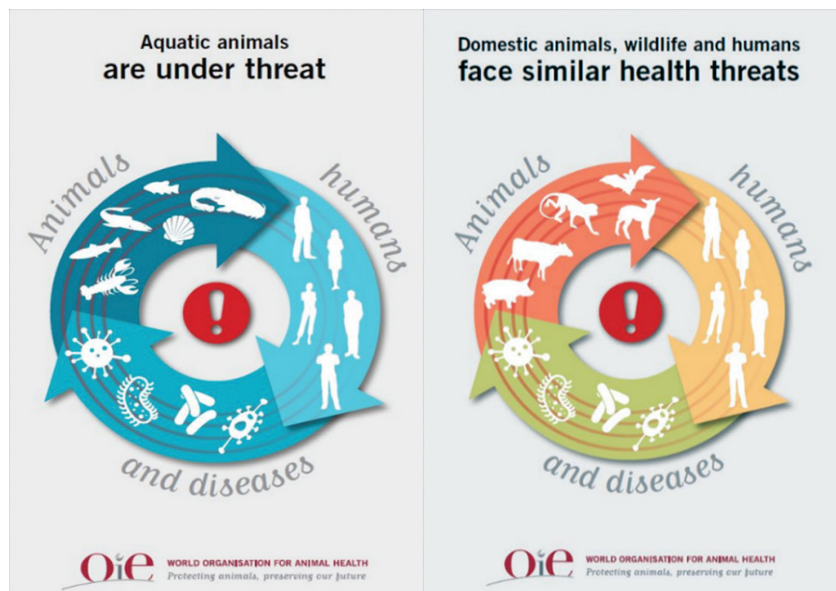 Aquatic animals
are under threat
Animals
humans
and diseases
OiE
WORLD ORGANISATION FOR ANIMAL HEALTH
Protecting animals, preserving our future
Domestic animals, wildlife and humans
face similar health threats
Animals
humans
and diseases
OiE
WORLD ORGANISATION FOR ANIMAL HEALTH
Protecting animals, preserving our future